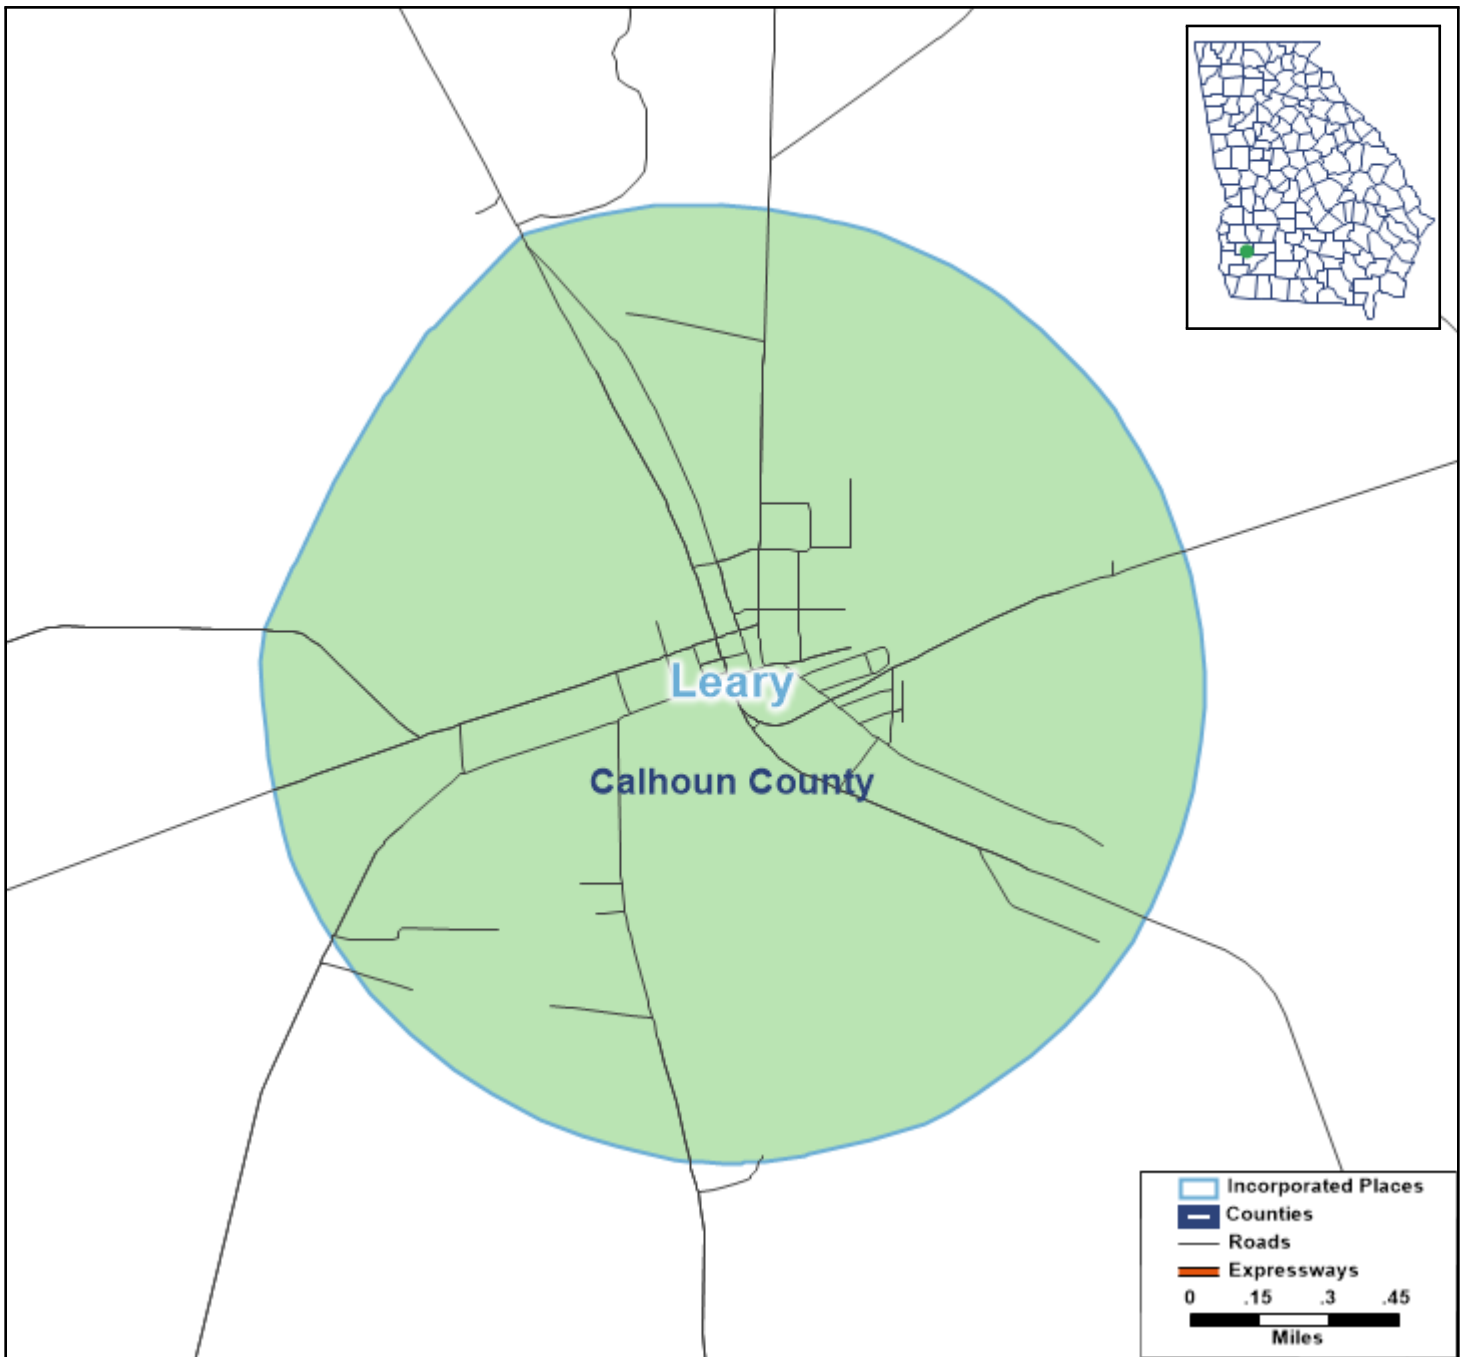 Leary
Calhoun County
Incorporated Places
Counties
Roads
Expressways
0 .15 .3 .45
Miles